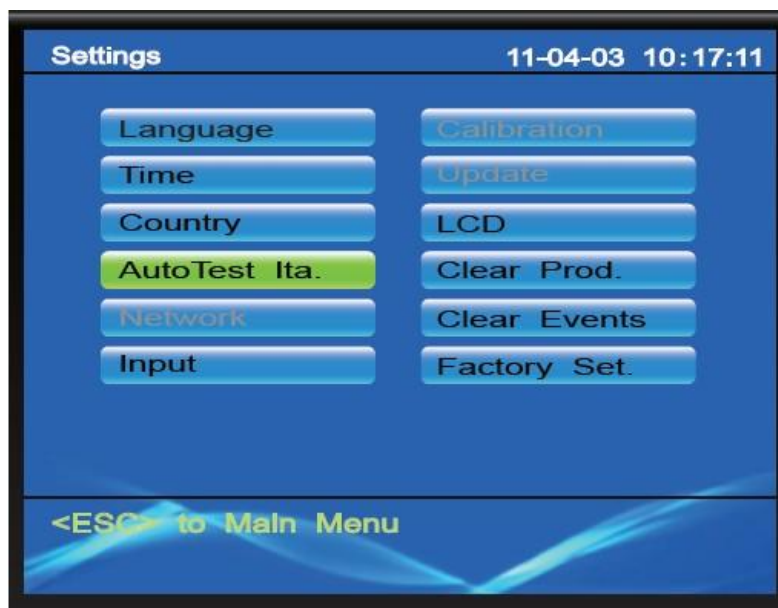 Settings 11-04-03 10:17:11
Language
Time
Country
AutoTest Ita.
Network
Input
Calibration
Update
LCD
Clear Prod.
Clear Events
Factory Set.
<ESC> to Main Menu